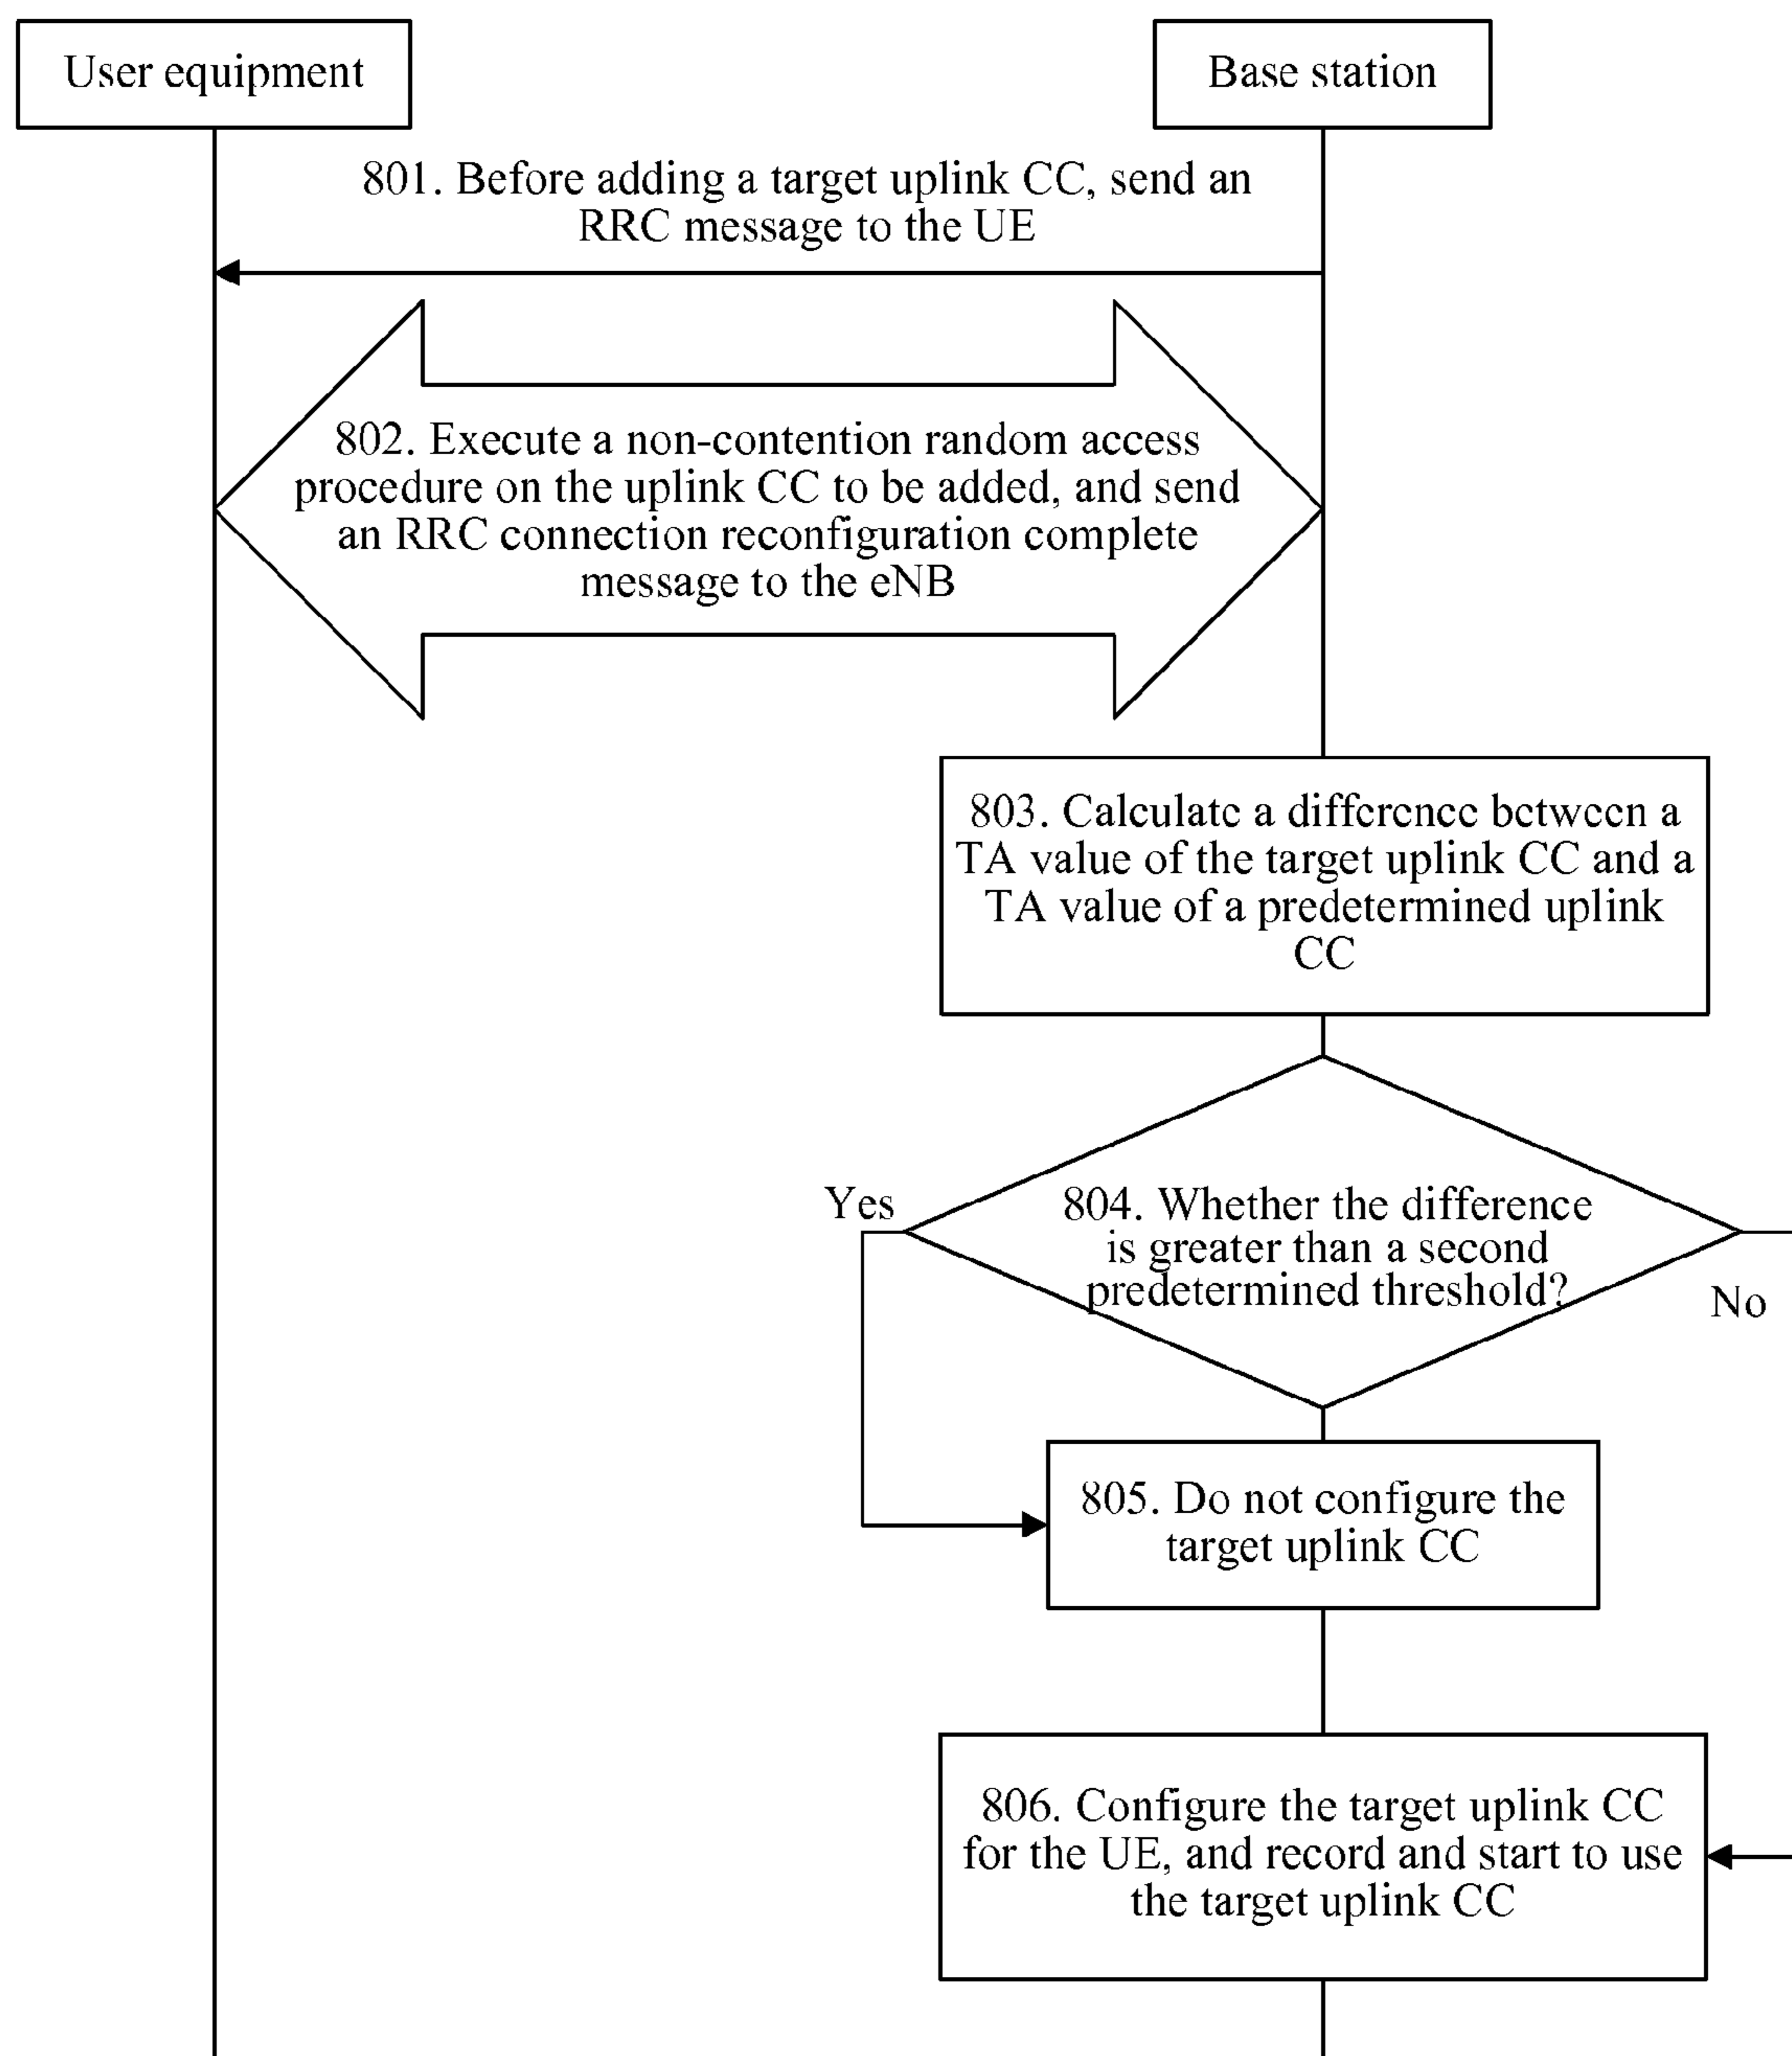 User equipment
Base station
801. Before adding a target uplink CC, send an
RRC message to the UE
802. Execute a non-contention random access
procedure on the uplink CC to be added, and send
an RRC connection reconfiguration complete
message to the eNB
803. Calculate a difference between a
TA value of the target uplink CC and a
TA value of a predetermined uplink
CC
Yes
804. Whether the difference
is greater than a second
predetermined threshold?
No
805. Do not configure the
target uplink CC
806. Configure the target uplink CC
for the UE, and record and start to use
the target uplink CC